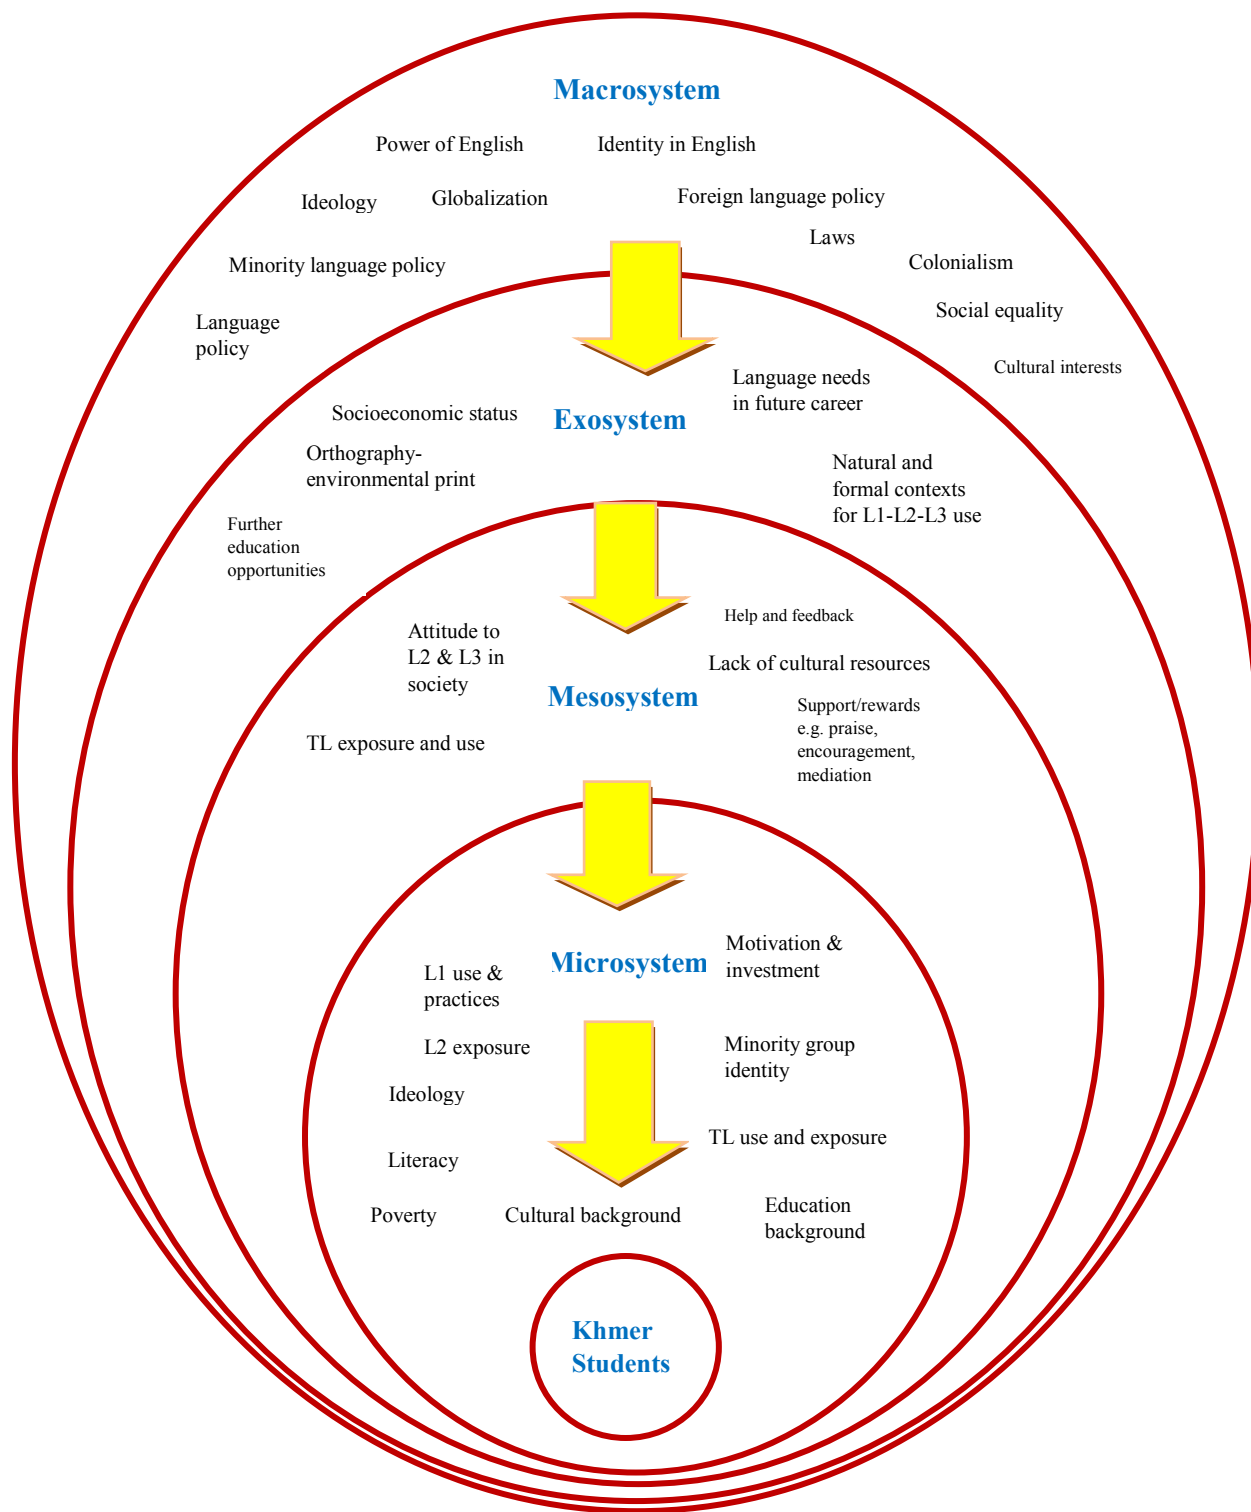 Macrosystem
Power of English
Identity in English
Ideology
Globalization
Foreign language policy
Laws
Minority language policy
Colonialism
Social equality
Language
policy
Cultural interests
Language needs
in future career
Socioeconomic status
Exosystem
Orthography-
environmental print
Natural and
formal contexts
for L1-L2-L3 use
Further
education
opportunities
Help and feedback
Attitude to
L2 & L3 in
society
Lack of cultural resources
Mesosystem
Support/rewards
e.g. praise,
encouragement,
mediation
TL exposure and use
Motivation &
investment
Microsystem
L1 use &
practices
L2 exposure
Minority group
identity
Ideology
TL use and exposure
Literacy
Poverty
Cultural background
Education
background
Khmer
Students